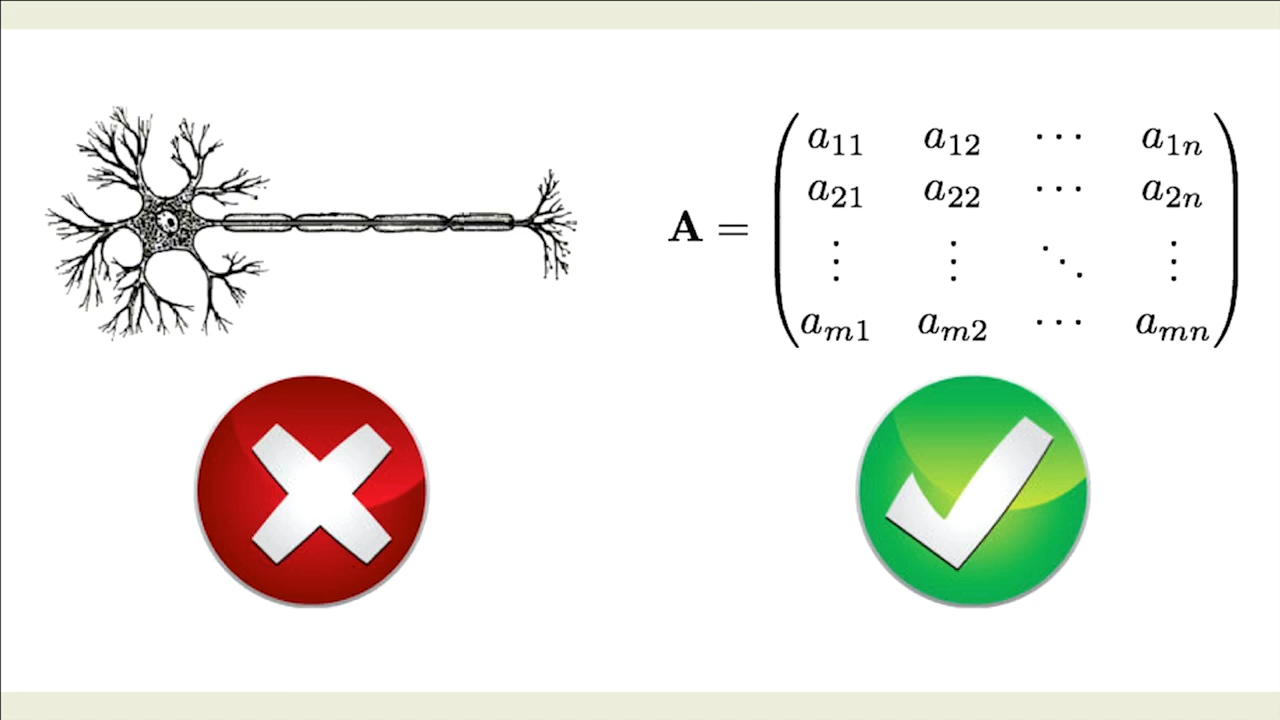 a₁₁ a₁₂ ⋯ a₁ₙ
a₂₁ a₂₂ ⋯ a₂ₙ
A =
⋮ ⋮ ⋱ ⋮
aₘ₁ aₘ₂ ⋯ aₘₙ